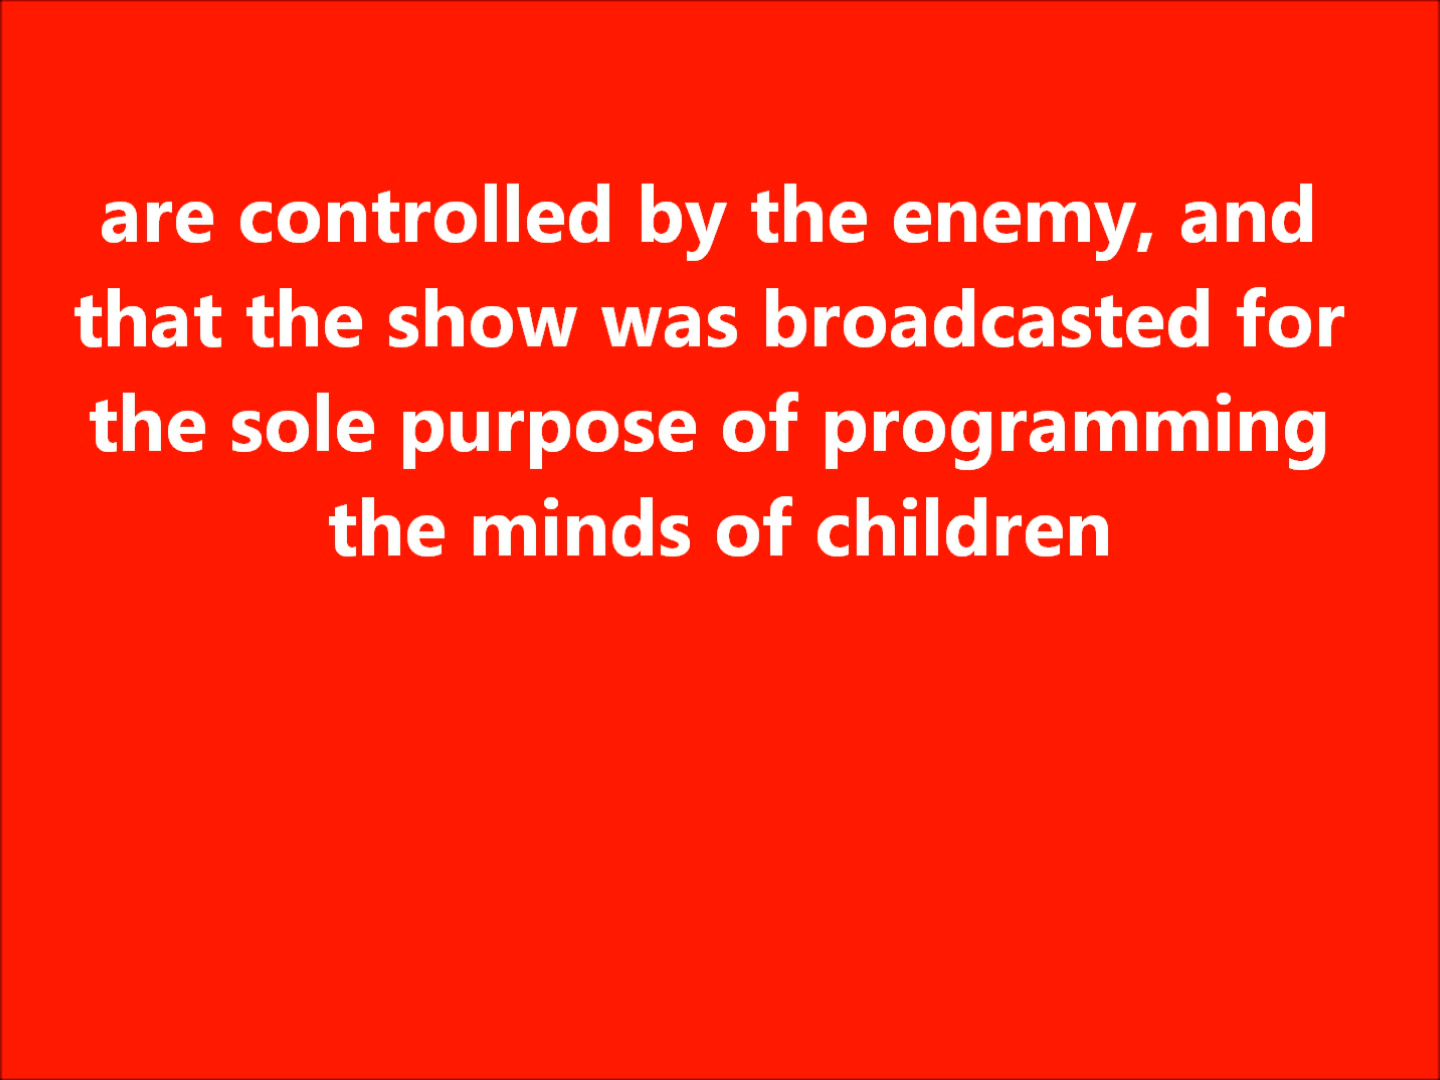 are controlled by the enemy, and
that the show was broadcasted for
the sole purpose of programming
the minds of children